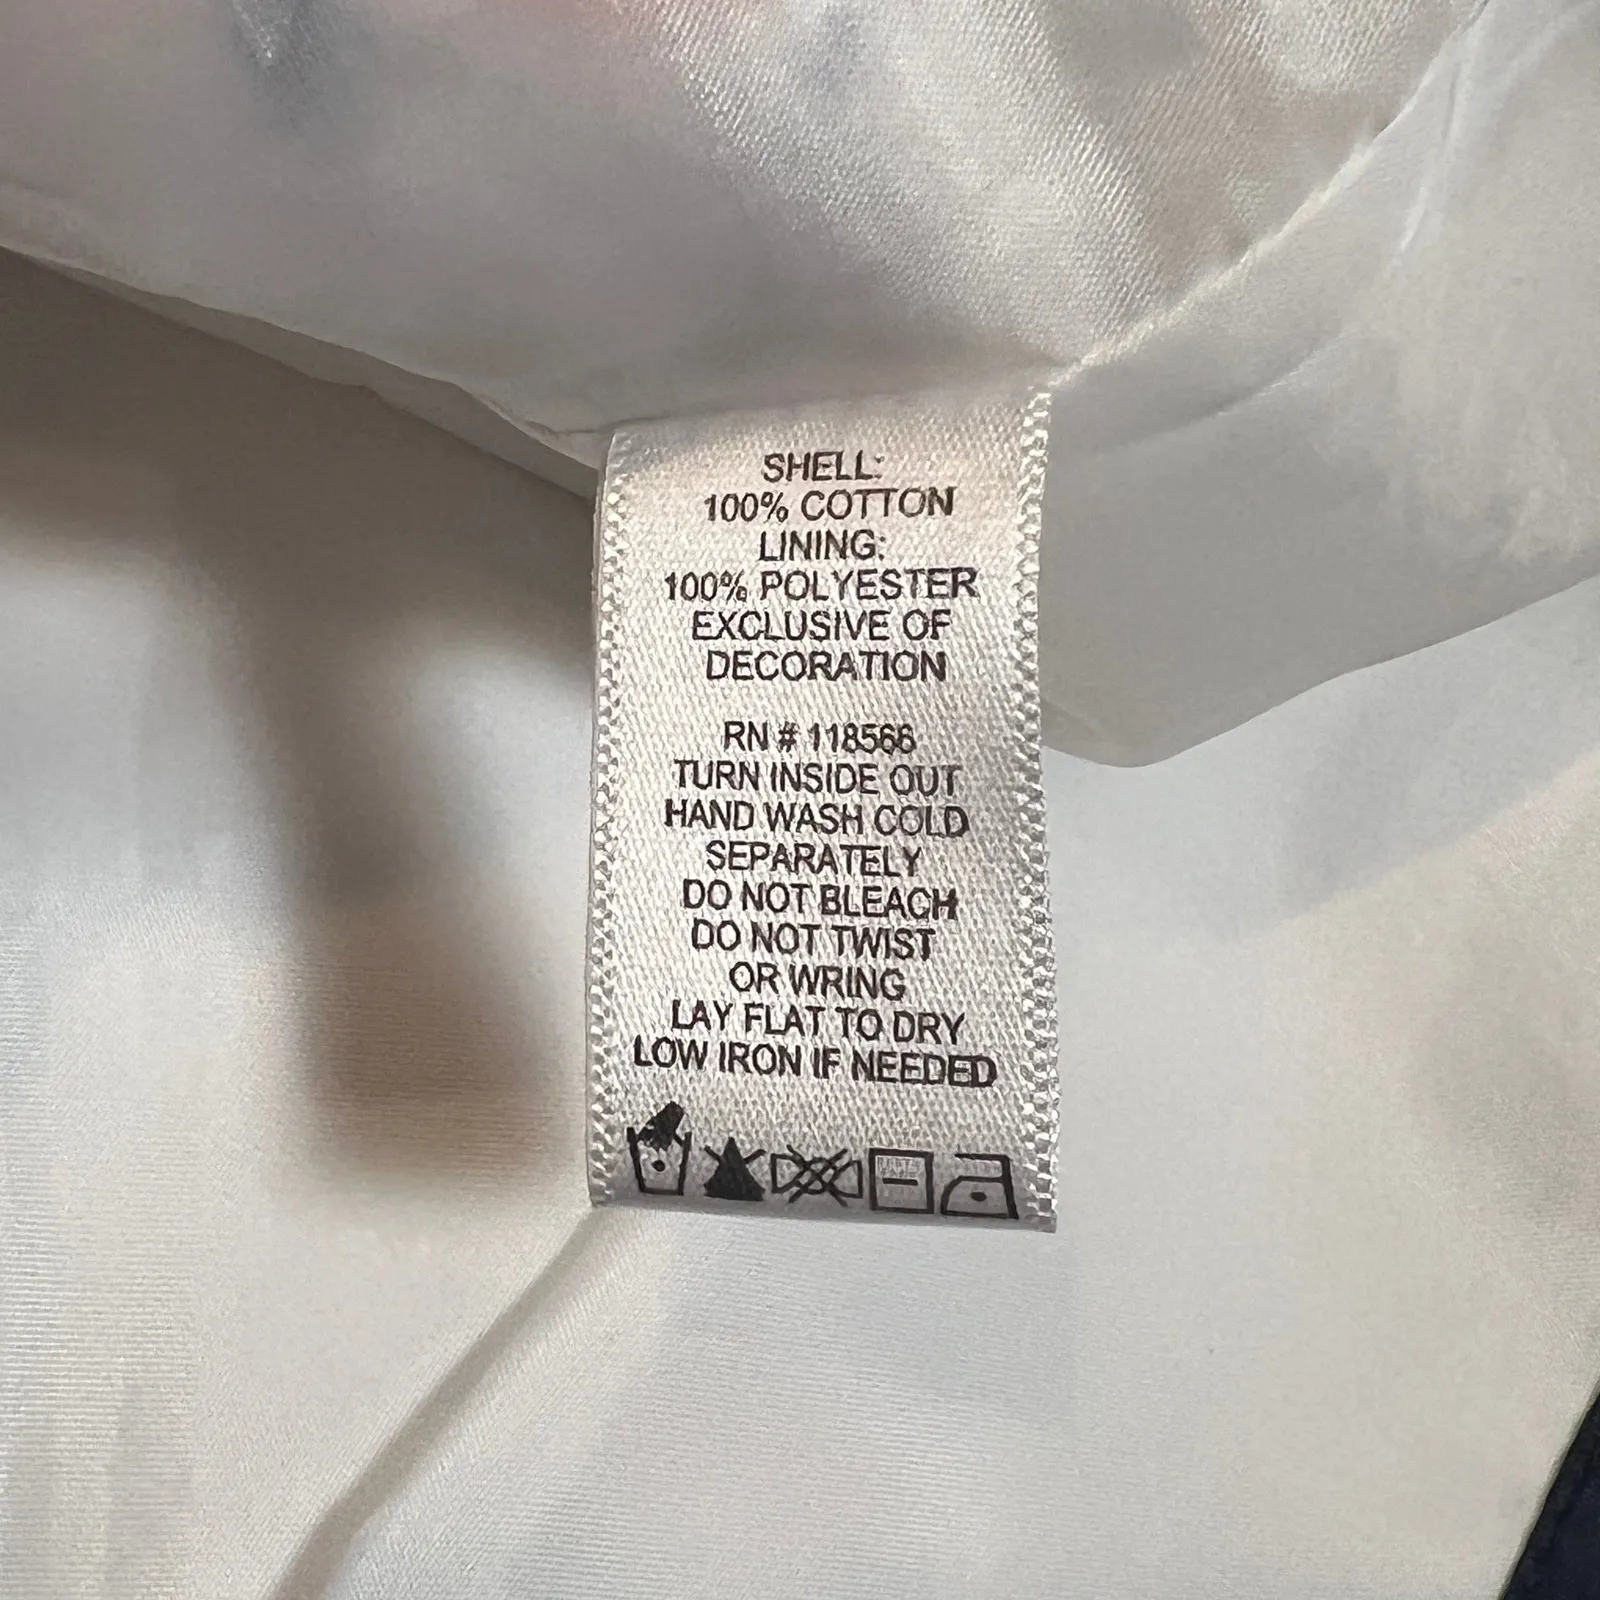 SHELL:
100% COTTON
LINING:
100% POLYESTER
EXCLUSIVE OF
DECORATION
RN # 118566
TURN INSIDE OUT
HAND WASH COLD
SEPARATELY
DO NOT BLEACH
DO NOT TWIST
OR WRING
LAY FLAT TO DRY
LOW IRON IF NEEDED